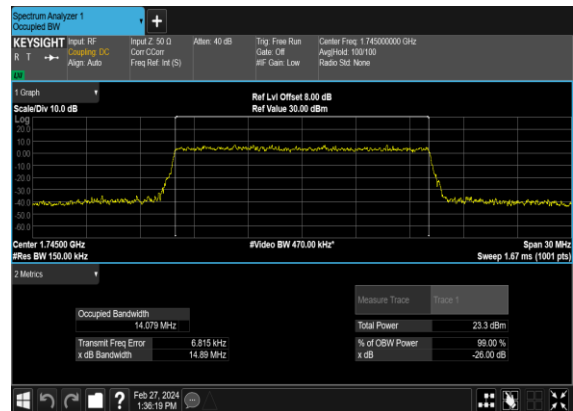 Spectrum Analyzer 1
Occupied BW
KEYSIGHT
R T
LW
Input: RF
Coupling: DC
Align: Auto
Input Z: 50 Ω
Corr CCorr
Freq Ref: Int (S)
Atten: 40 dB
Trig: Free Run
Gate: Off
#IF Gain: Low
Center Freq: 1.745000000 GHz
Avg|Hold: 100/100
Radio Std: None
1 Graph
Scale/Div 10.0 dB
Ref Lvl Offset 8.00 dB
Ref Value 30.00 dBm
Log
20.0
10.0
0.00
-10.0
-20.0
-30.0
-40.0
-50.0
-60.0
Center 1.74500 GHz
#Res BW 150.00 kHz
#Video BW 470.00 kHz*
Span 30 MHz
Sweep 1.67 ms (1001 pts)
2 Metrics
Measure Trace Trace 1
Occupied Bandwidth
14.079 MHz
Total Power 23.3 dBm
Transmit Freq Error 6.815 kHz
% of OBW Power 99.00 %
x dB Bandwidth 14.89 MHz
x dB -26.00 dB
?
Feb 27, 2024
1:36:19 PM